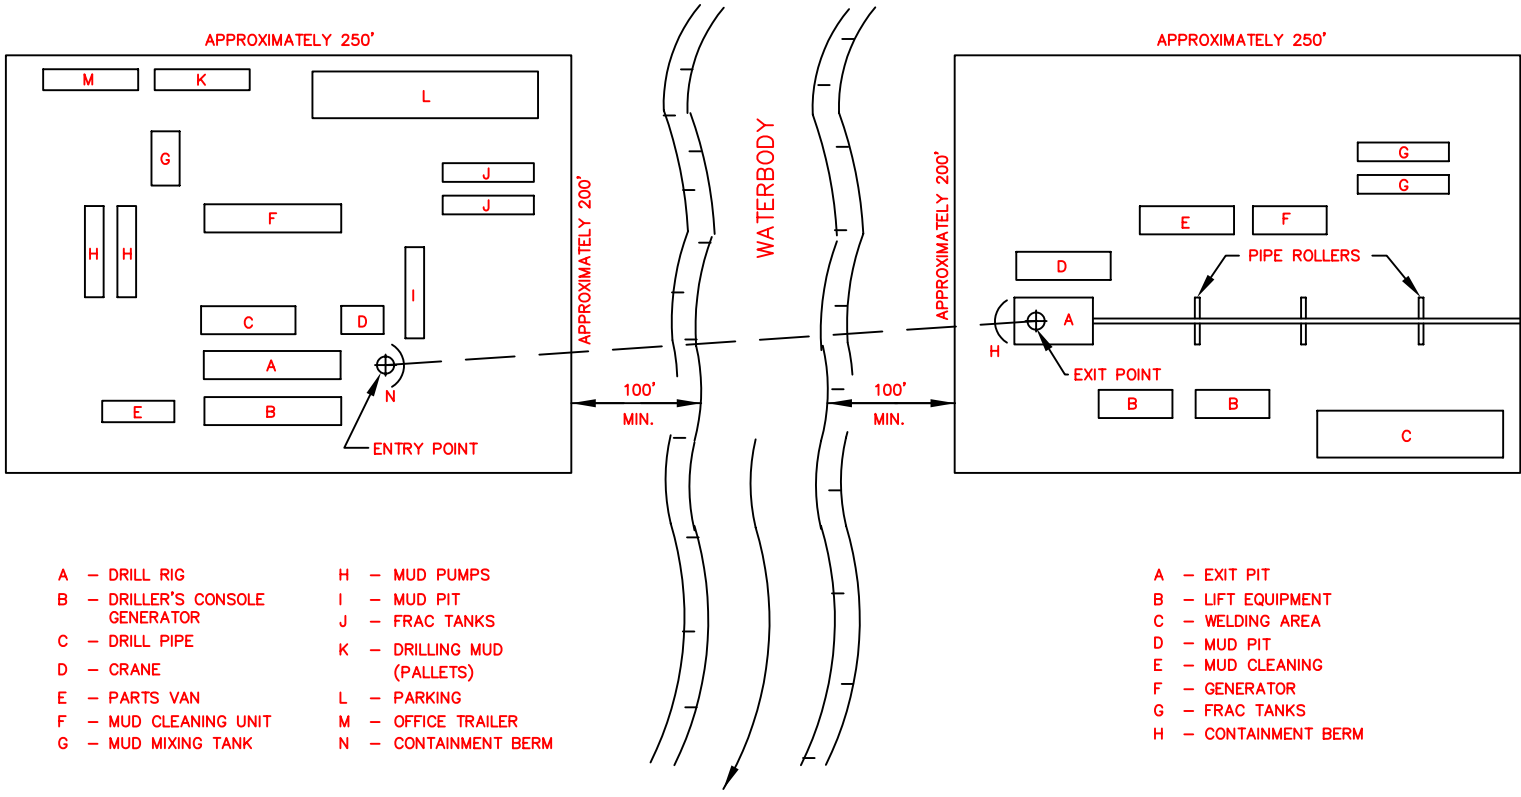 APPROXIMATELY 250'
M
K
L
G
J
J
F
H
H
I
C
D
A
N
E
B
ENTRY POINT
APPROXIMATELY 200'
WATERBODY
100'
MIN.
100'
MIN.
APPROXIMATELY 250'
APPROXIMATELY 200'
G
G
E
F
PIPE ROLLERS
D
A
H
EXIT POINT
B
B
C
A – DRILL RIG
B – DRILLER'S CONSOLE
GENERATOR
C – DRILL PIPE
D – CRANE
E – PARTS VAN
F – MUD CLEANING UNIT
G – MUD MIXING TANK
H – MUD PUMPS
I – MUD PIT
J – FRAC TANKS
K – DRILLING MUD
(PALLETS)
L – PARKING
M – OFFICE TRAILER
N – CONTAINMENT BERM
A – EXIT PIT
B – LIFT EQUIPMENT
C – WELDING AREA
D – MUD PIT
E – MUD CLEANING
F – GENERATOR
G – FRAC TANKS
H – CONTAINMENT BERM